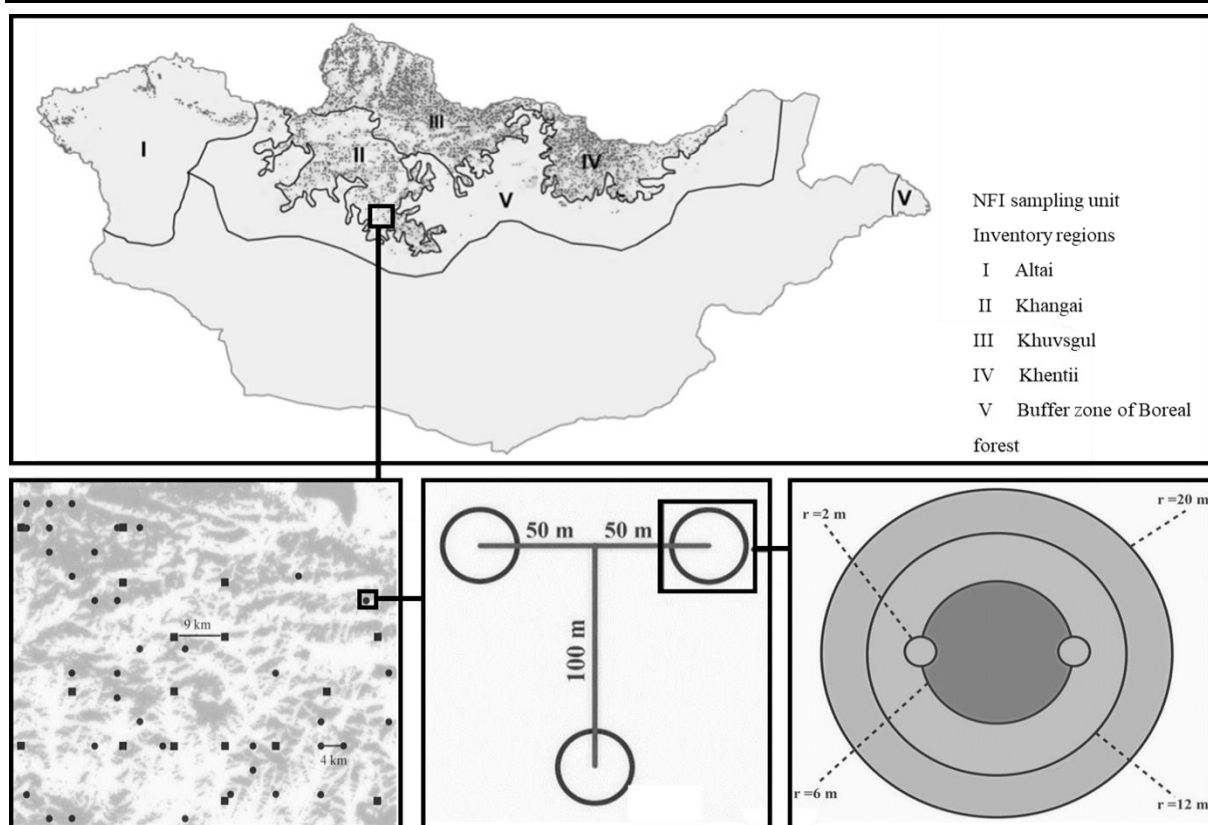 I
II
III
IV
V
V
NFI sampling unit
Inventory regions
I Altai
II Khangai
III Khuvsgul
IV Khentii
V Buffer zone of Boreal
forest
9 km
4 km
50 m 50 m
100 m
r =2 m
r =20 m
r =6 m
r =12 m